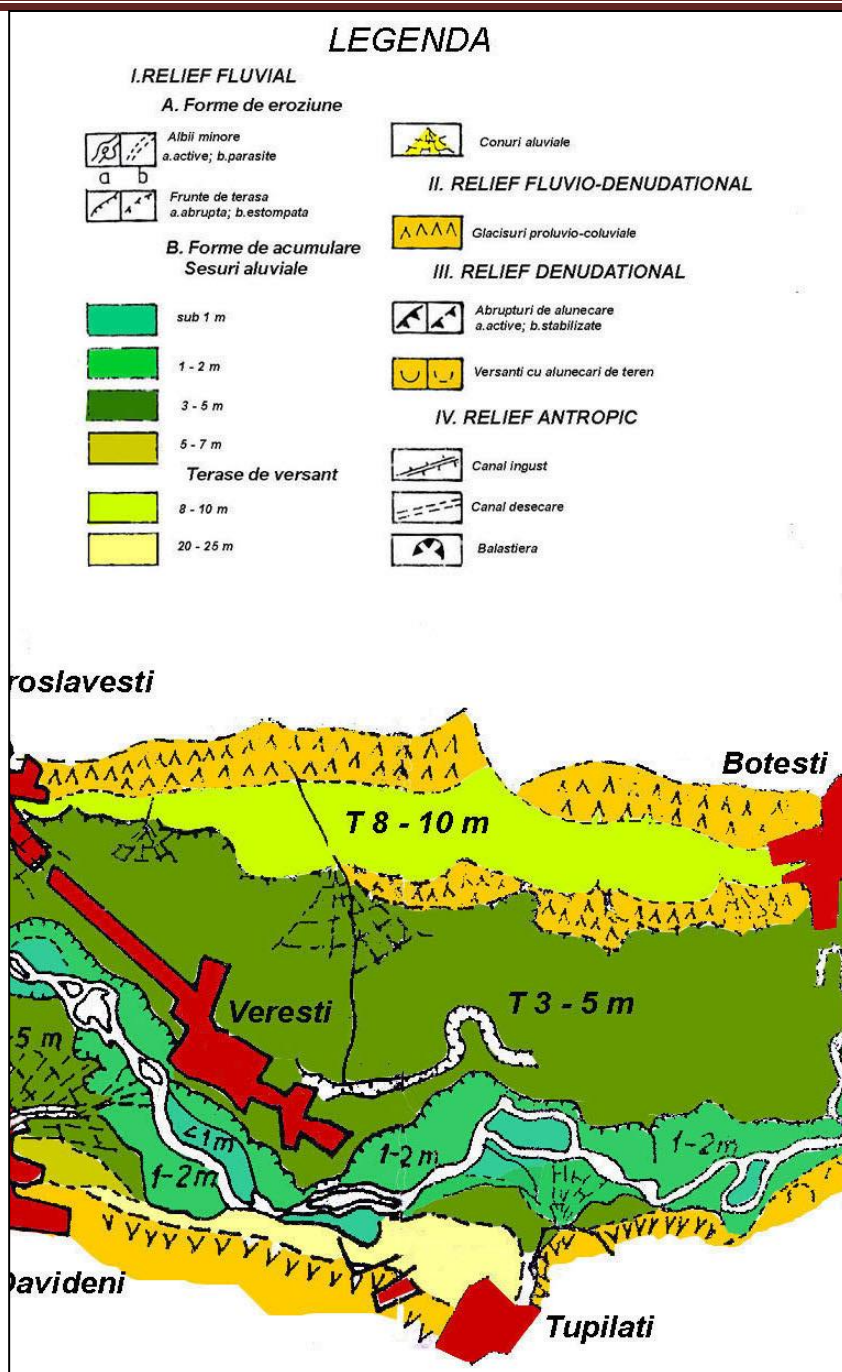 LEGENDA
I.RELIEF FLUVIAL
A. Forme de eroziune
Albii minore
a.active; b.parasite
a b
Frunte de terasa
a.abrupta; b.estompata
B. Forme de acumulare
Sesuri aluviale
sub 1 m
1 - 2 m
3 - 5 m
5 - 7 m
Terase de versant
8 - 10 m
20 - 25 m
Conuri aluviale
II. RELIEF FLUVIO-DENUDATIONAL
Glacisuri proluvio-coluviale
III. RELIEF DENUDATIONAL
Abrupturi de alunecare
a.active; b.stabilizate
Versanti cu alunecari de teren
IV. RELIEF ANTROPIC
Canal ingust
Canal desecare
Balastiera
roslavesti
Botesti
T 8 - 10 m
Veresti
T 3 - 5 m
-5 m
<1m
1-2m
1-2m
1-2m
Davideni
Tupilati